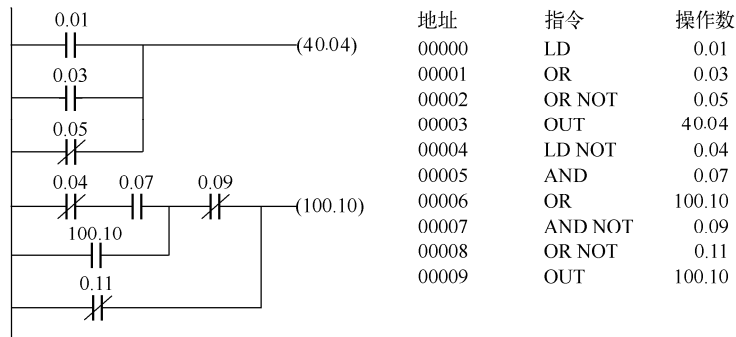 0.01
(40.04)
0.03
0.05
0.04 0.07 0.09
(100.10)
100.10
0.11
地址 指令 操作数
00000 LD 0.01
00001 OR 0.03
00002 OR NOT 0.05
00003 OUT 40.04
00004 LD NOT 0.04
00005 AND 0.07
00006 OR 100.10
00007 AND NOT 0.09
00008 OR NOT 0.11
00009 OUT 100.10